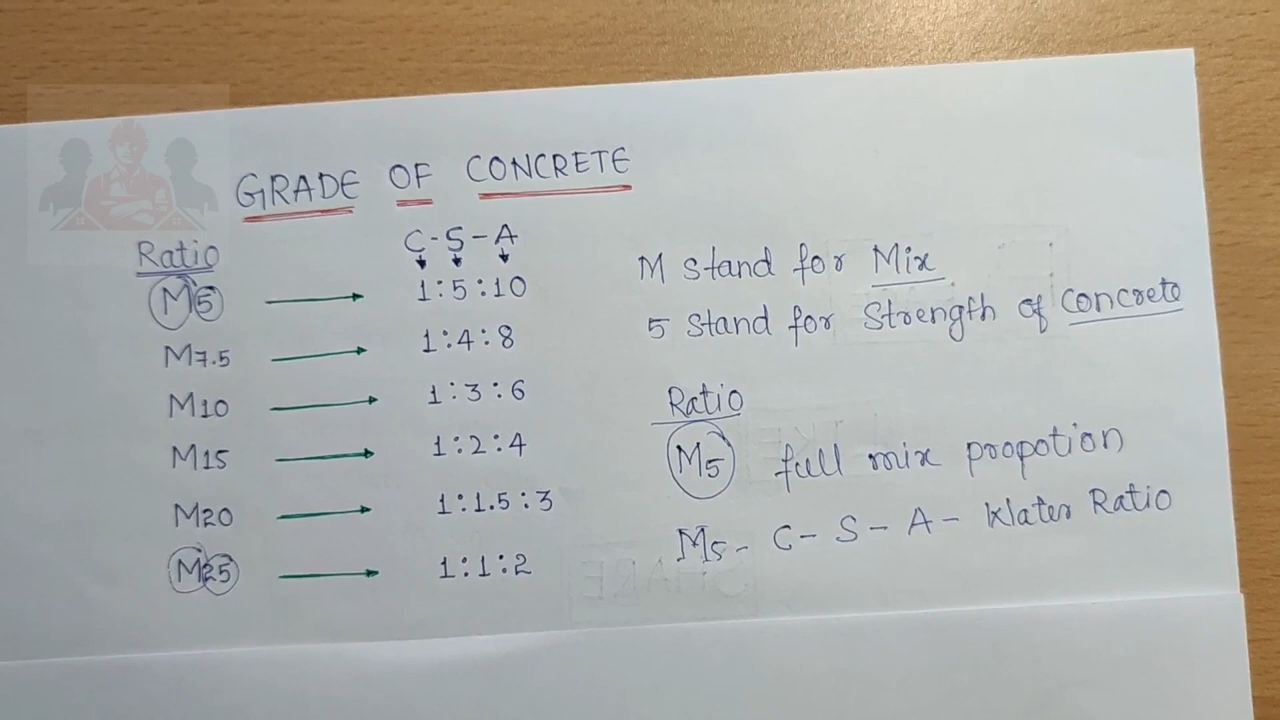 GRADE OF CONCRETE
Ratio
C-S-A
M5 1:5:10
M7.5 1:4:8
M10 1:3:6
M15 1:2:4
M20 1:1.5:3
M25 1:1:2
M stand for Mix
5 stand for Strength of concrete
Ratio
M5 full mix propotion
M5- C- S- A- Water Ratio
SHARE